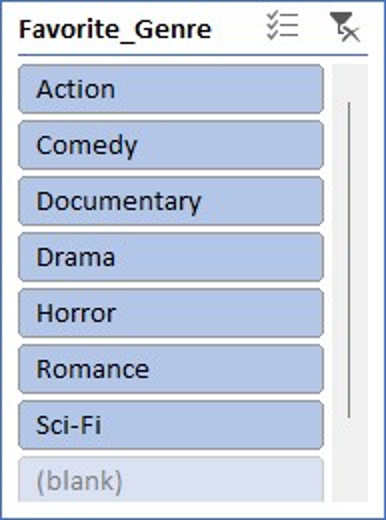 Favorite_Genre
Action
Comedy
Documentary
Drama
Horror
Romance
Sci-Fi
(blank)